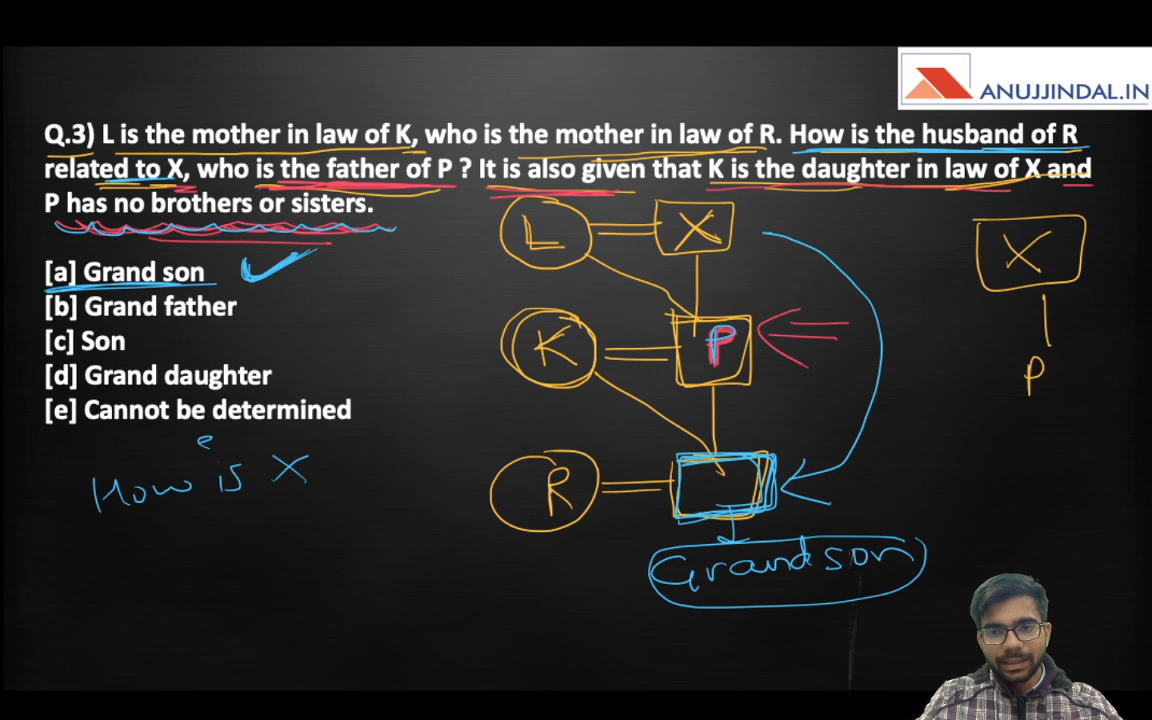 ANUJJINDAL.IN
Q.3) L is the mother in law of K, who is the mother in law of R. How is the husband of R
related to X, who is the father of P ? It is also given that K is the daughter in law of X and
P has no brothers or sisters.
[a] Grand son
[b] Grand father
[c] Son
[d] Grand daughter
[e] Cannot be determined
How is X
e
L
X
K
P
R
Grandson
X
P